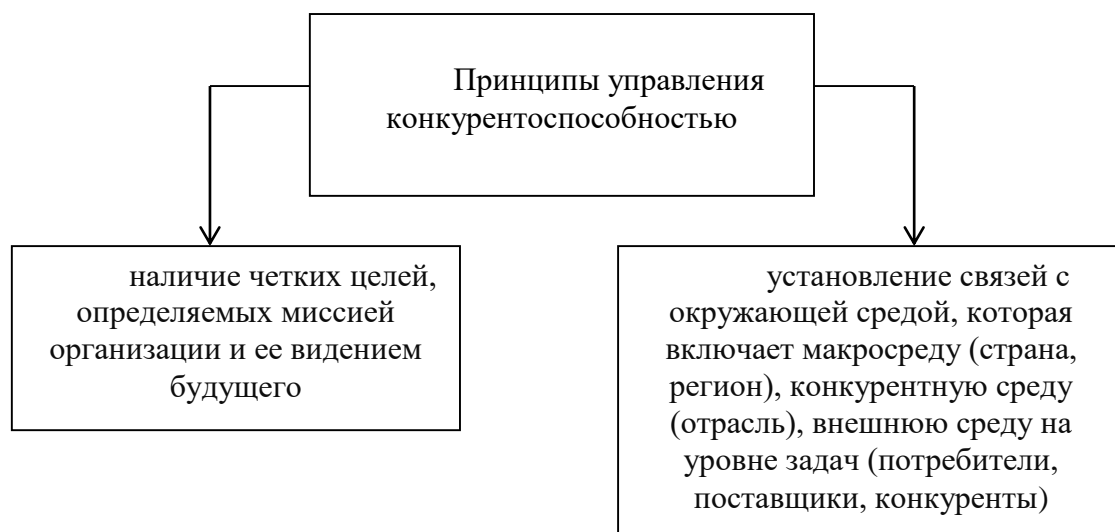 Принципы управления
конкурентоспособностью
наличие четких целей,
определяемых миссией
организации и ее видением
будущего
установление связей с
окружающей средой, которая
включает макросреду (страна,
регион), конкурентную среду
(отрасль), внешнюю среду на
уровне задач (потребители,
поставщики, конкуренты)